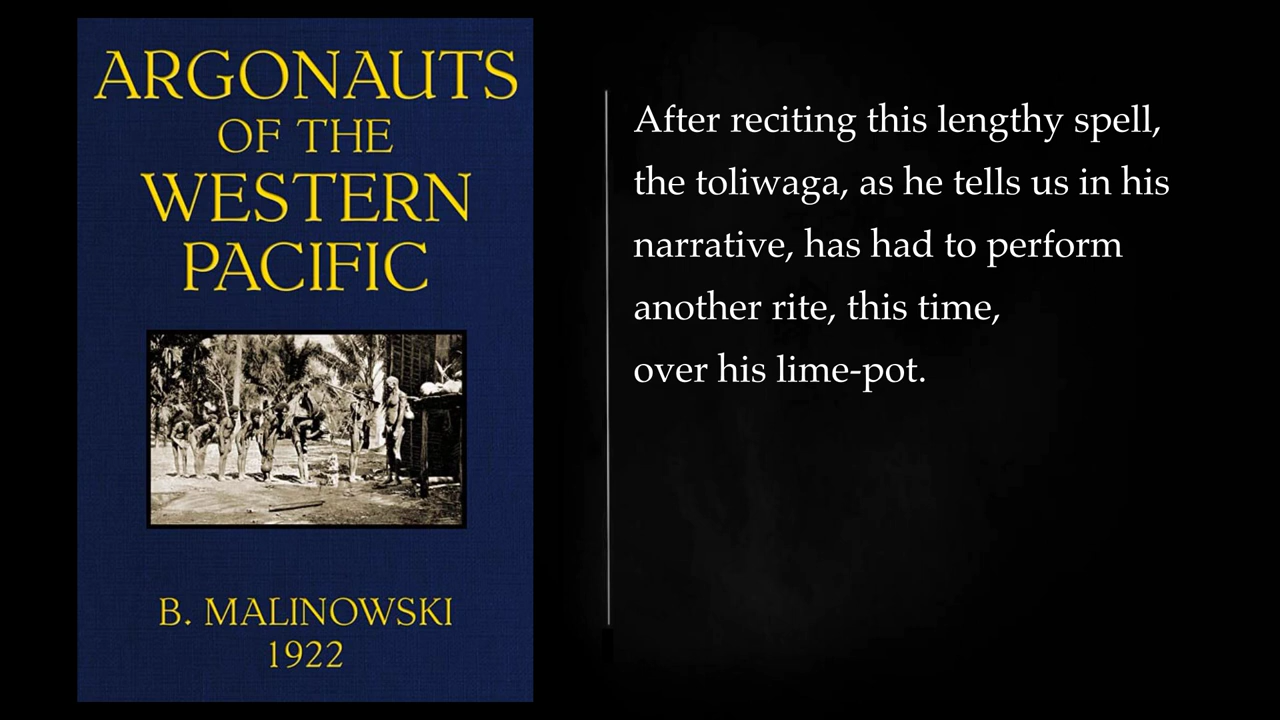 ARGONAUTS
OF THE
WESTERN
PACIFIC
B. MALINOWSKI
1922
After reciting this lengthy spell,
the toliwaga, as he tells us in his
narrative, has had to perform
another rite, this time,
over his lime-pot.